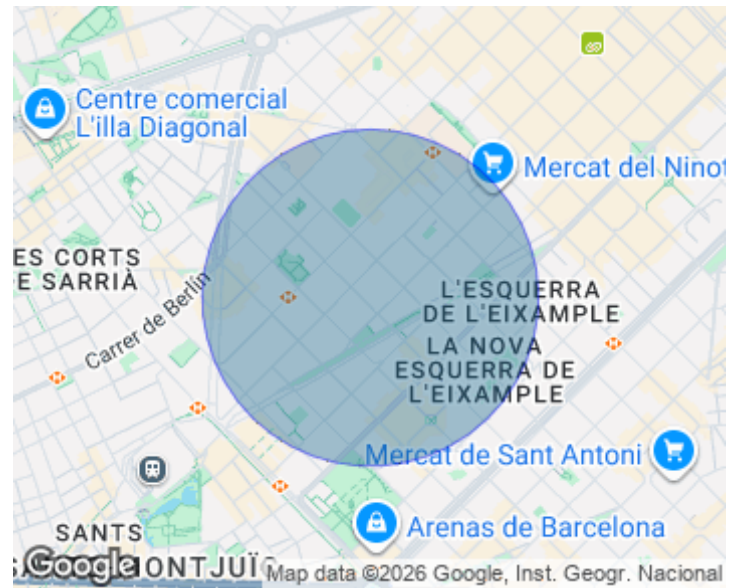 Centre comercial
L'illa Diagonal
Mercat del Ninot
ES CORTS
E SARRIÀ
Carrer de Berlín
L'ESQUERRA
DE L'EIXAMPLE
LA NOVA
ESQUERRA DE
L'EIXAMPLE
Mercat de Sant Antoni
Arenas de Barcelona
SANTS
MONTJUÏC
Google
Map data ©2026 Google, Inst. Geogr. Nacional